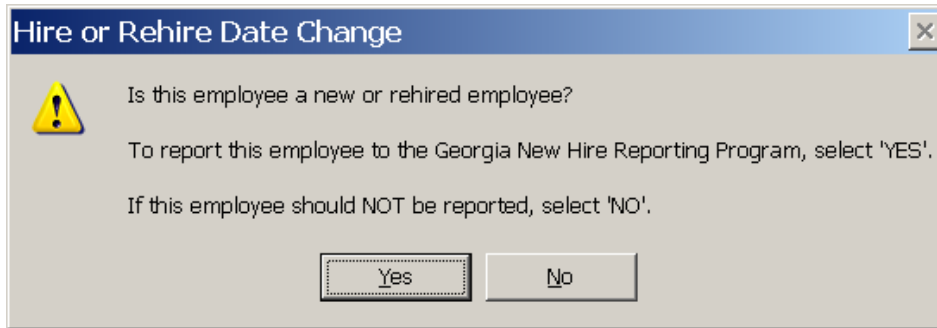 Hire or Rehire Date Change
Is this employee a new or rehired employee?
To report this employee to the Georgia New Hire Reporting Program, select 'YES'.
If this employee should NOT be reported, select 'NO'.
Yes
No